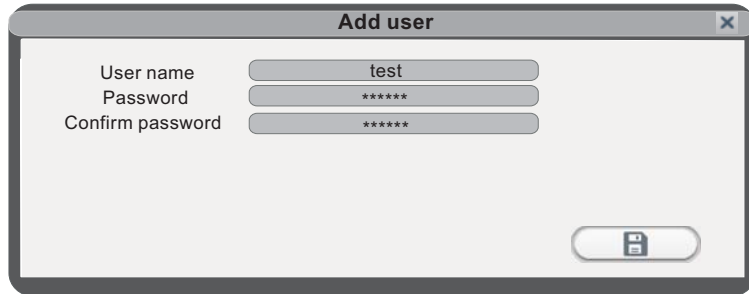 Add user
User name test
Password ******
Confirm password ******